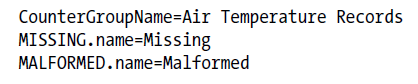 CounterGroupName=Air Temperature Records
MISSING.name=Missing
MALFORMED.name=Malformed